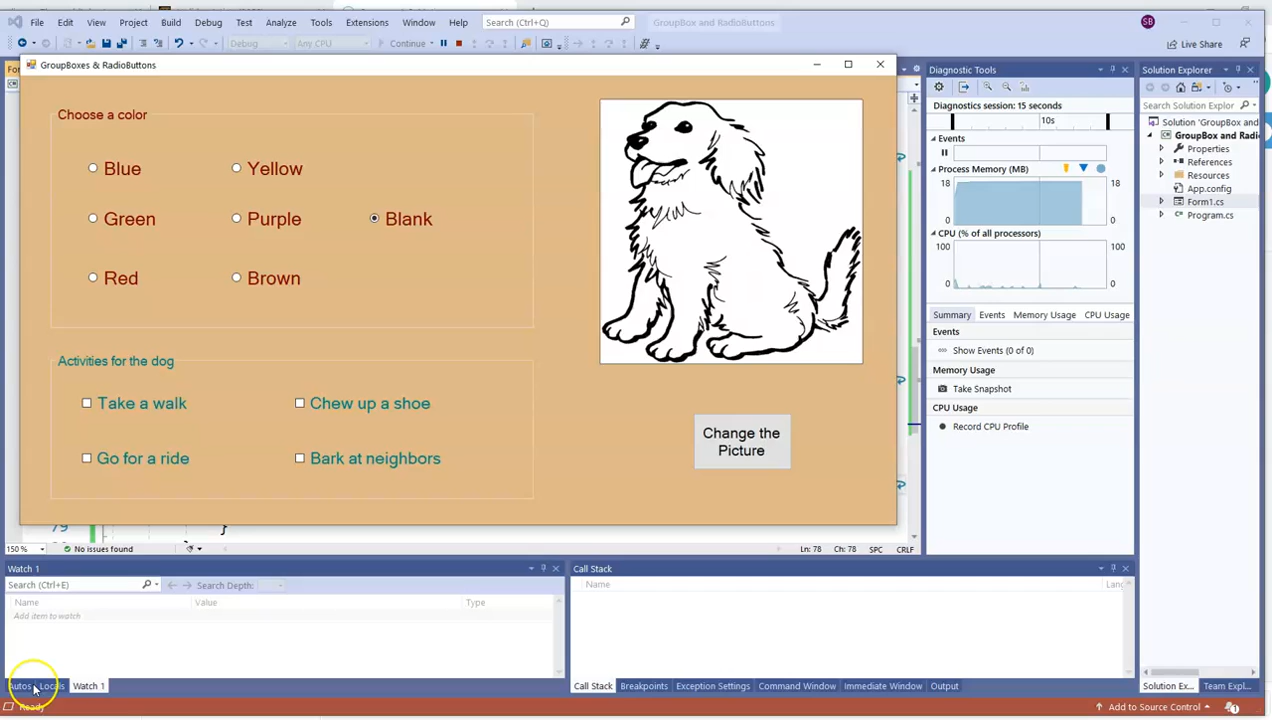 File Edit View Project Build Debug Test Analyze Tools Extensions Window Help Search (Ctrl+Q) GroupBox and RadioButtons SB
Debug Any CPU Continue Live Share
GroupBoxes & RadioButtons
Choose a color
Blue Yellow
Green Purple Blank
Red Brown
Activities for the dog
Take a walk Chew up a shoe
Go for a ride Bark at neighbors
Change the
Picture
79 }
150 % No issues found Ln: 78 Ch: 78 SPC CRLF
Diagnostic Tools
Diagnostics session: 15 seconds
10s
Events
Process Memory (MB)
18 18
0 0
CPU (% of all processors)
100 100
0 0
Summary Events Memory Usage CPU Usage
Events
Show Events (0 of 0)
Memory Usage
Take Snapshot
CPU Usage
Record CPU Profile
Solution Explorer
Search Solution Explor
Solution 'GroupBox and
GroupBox and Radio
Properties
References
Resources
App.config
Form1.cs
Program.cs
Watch 1
Search (Ctrl+E) Search Depth:
Name Value Type
Add item to watch
Autos Locals Watch 1
Call Stack
Name Lang
Call Stack Breakpoints Exception Settings Command Window Immediate Window Output
Solution Ex... Team Expl...
Ready Add to Source Control 1